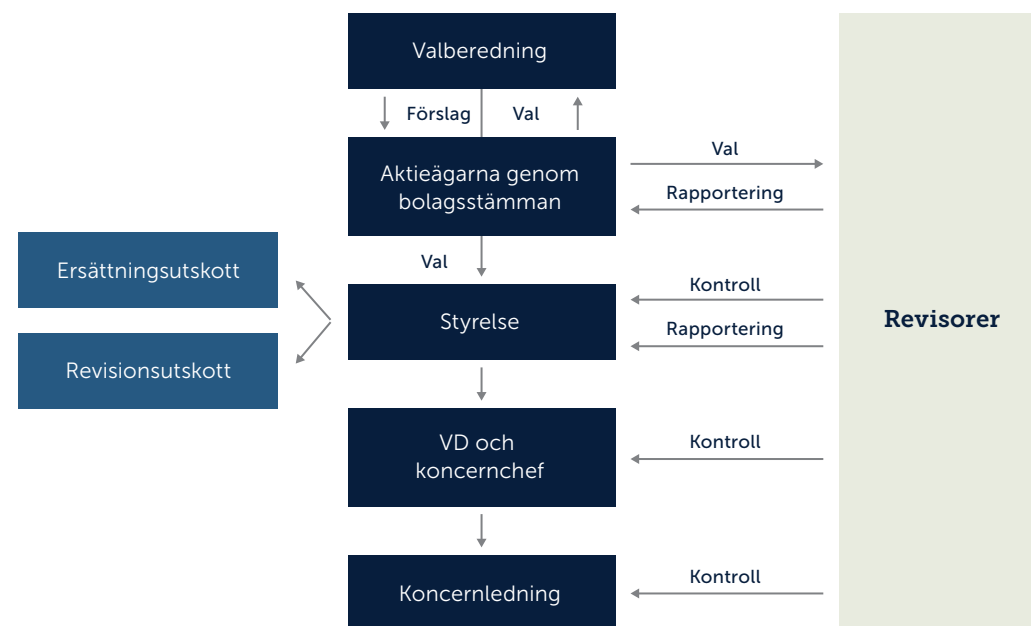 Valberedning
Förslag
Val
Aktieägarna genom
bolagsstämman
Val
Rapportering
Val
Ersättningsutskott
Revisionsutskott
Styrelse
Kontroll
Rapportering
Revisorer
VD och
koncernchef
Kontroll
Koncernledning
Kontroll